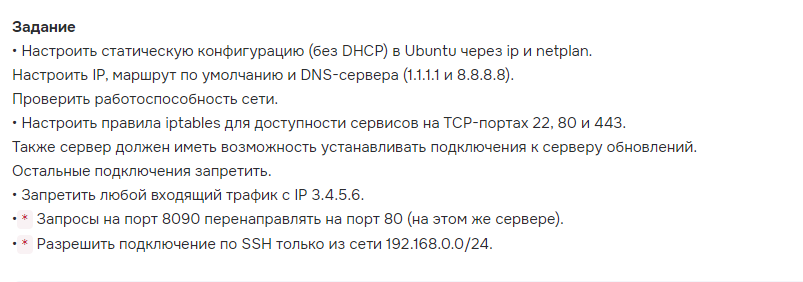 Задание
• Настроить статическую конфигурацию (без DHCP) в Ubuntu через ip и netplan.
Настроить IP, маршрут по умолчанию и DNS-сервера (1.1.1.1 и 8.8.8.8).
Проверить работоспособность сети.
• Настроить правила iptables для доступности сервисов на TCP-портах 22, 80 и 443.
Также сервер должен иметь возможность устанавливать подключения к серверу обновлений.
Остальные подключения запретить.
• Запретить любой входящий трафик с IP 3.4.5.6.
• * Запросы на порт 8090 перенаправлять на порт 80 (на этом же сервере).
• * Разрешить подключение по SSH только из сети 192.168.0.0/24.